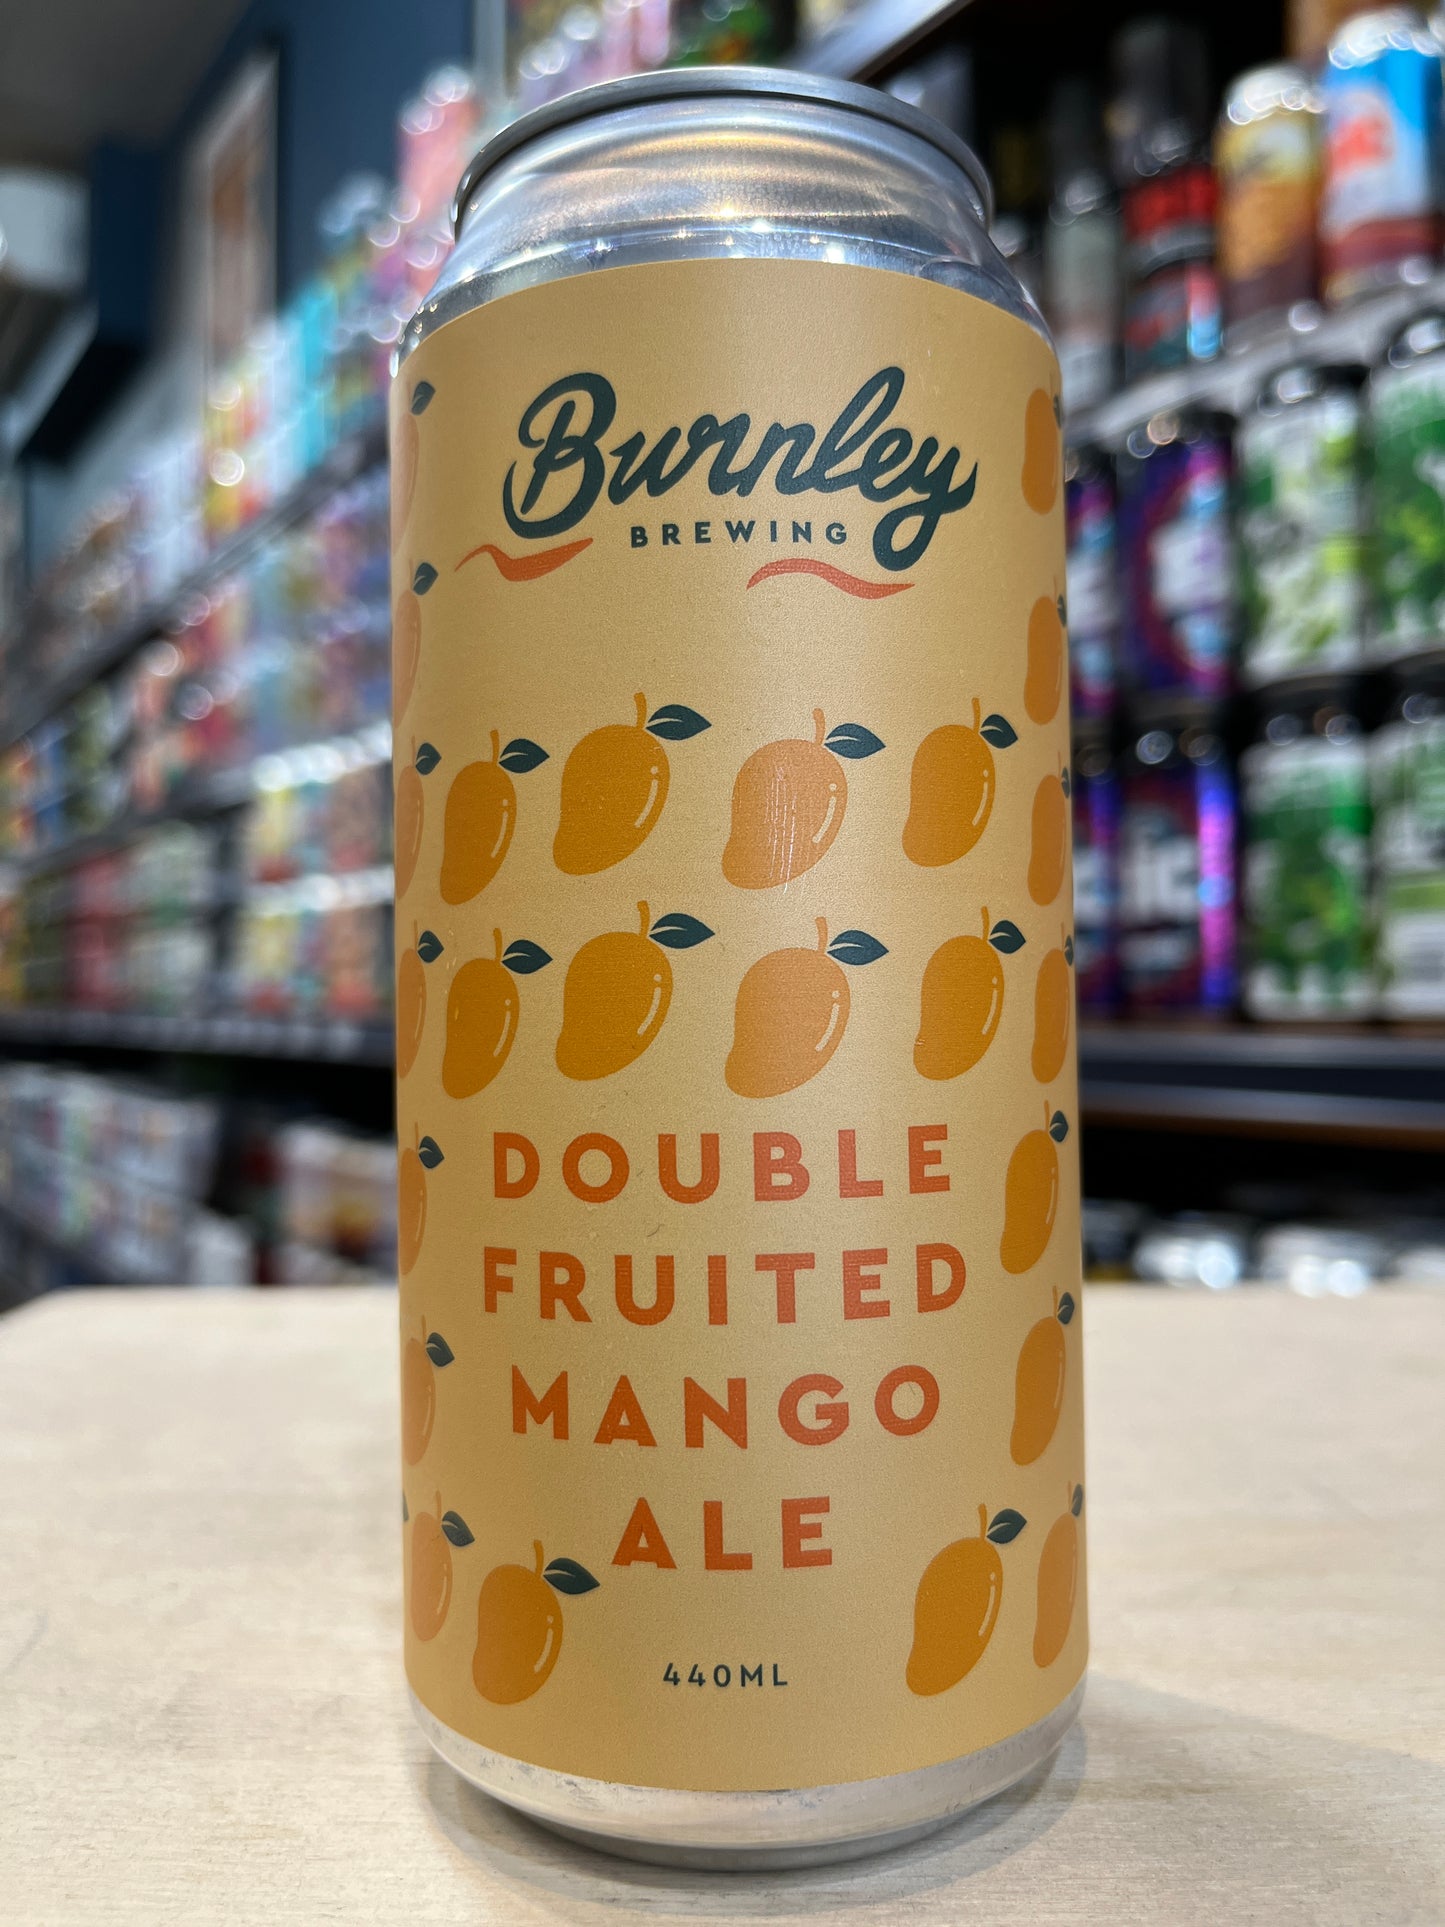 Burnley
BREWING
DOUBLE
FRUITED
MANGO
ALE
440ML